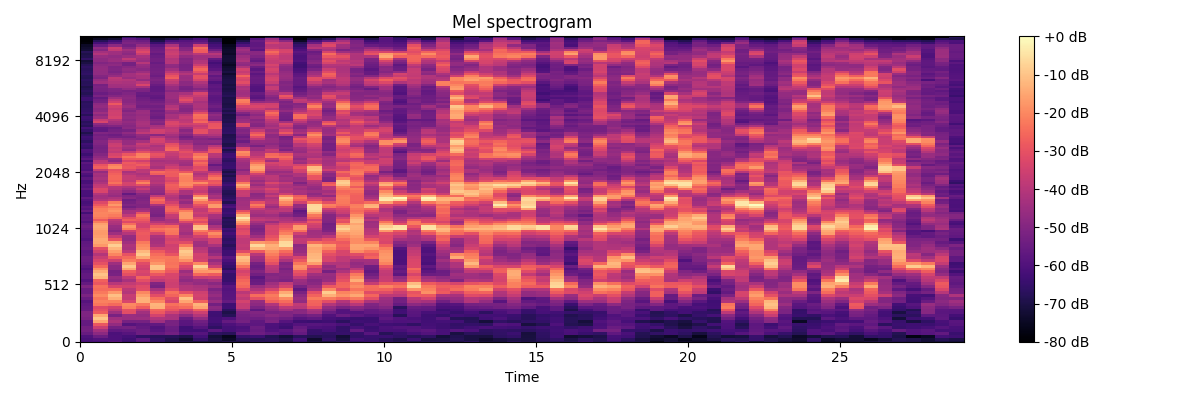 Mel spectrogram
8192
4096
2048
1024
512
0
Hz
0 5 10 15 20 25
Time
+0 dB
-10 dB
-20 dB
-30 dB
-40 dB
-50 dB
-60 dB
-70 dB
-80 dB